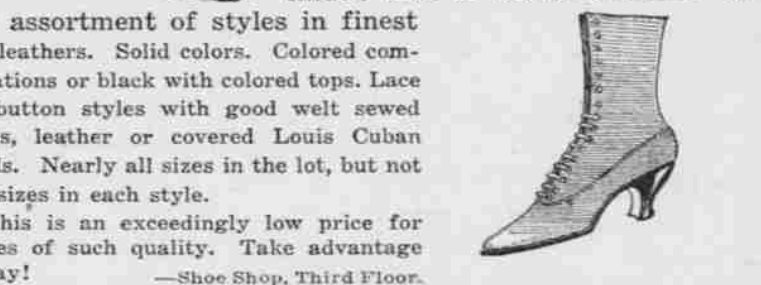 assortment of styles in finest
leathers. Solid colors. Colored com-
ations or black with colored tops. Lace
button styles with good welt sewed
s, leather or covered Louis Cuban
ls. Nearly all sizes in the lot, but not
sizes in each style.
his is an exceedingly low price for
es of such quality. Take advantage
ay! —Shoe Shop, Third Floor.